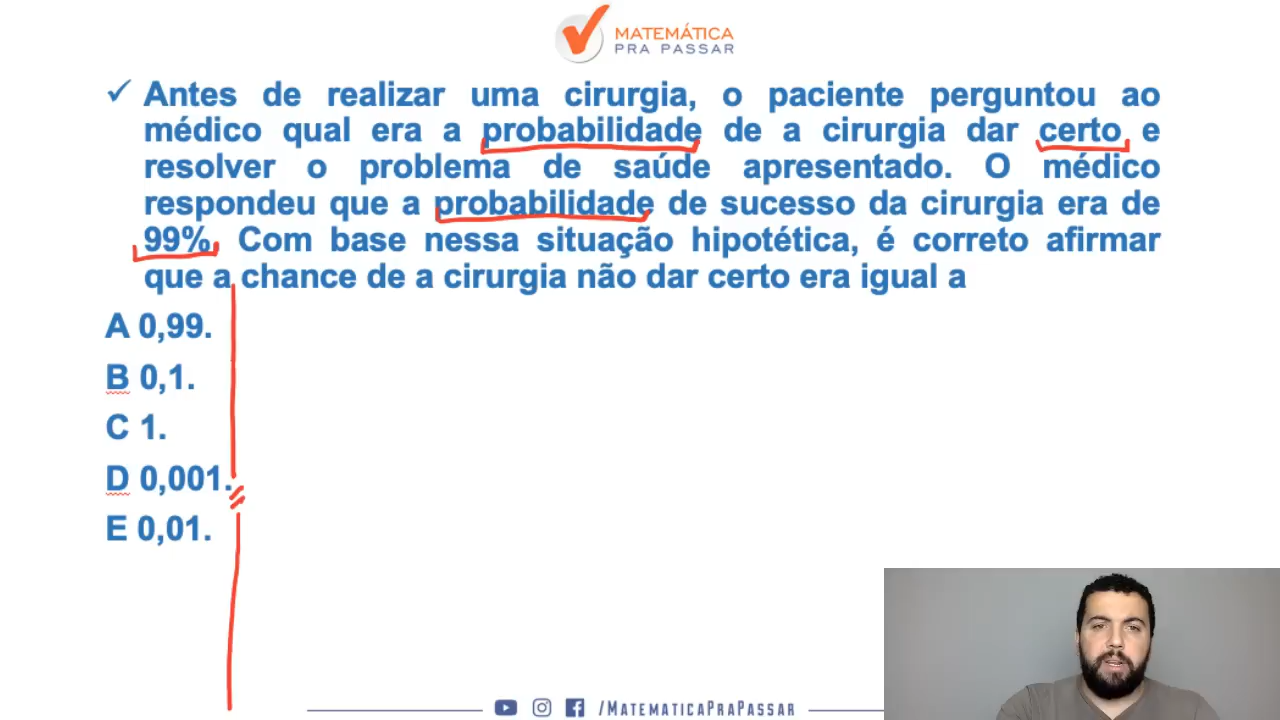 MATEMÁTICA
PRA PASSAR
Antes de realizar uma cirurgia, o paciente perguntou ao
médico qual era a probabilidade de a cirurgia dar certo e
resolver o problema de saúde apresentado. O médico
respondeu que a probabilidade de sucesso da cirurgia era de
99%. Com base nessa situação hipotética, é correto afirmar
que a chance de a cirurgia não dar certo era igual a
A 0,99.
B 0,1.
C 1.
D 0,001.
E 0,01.
/MatematicaPraPassar